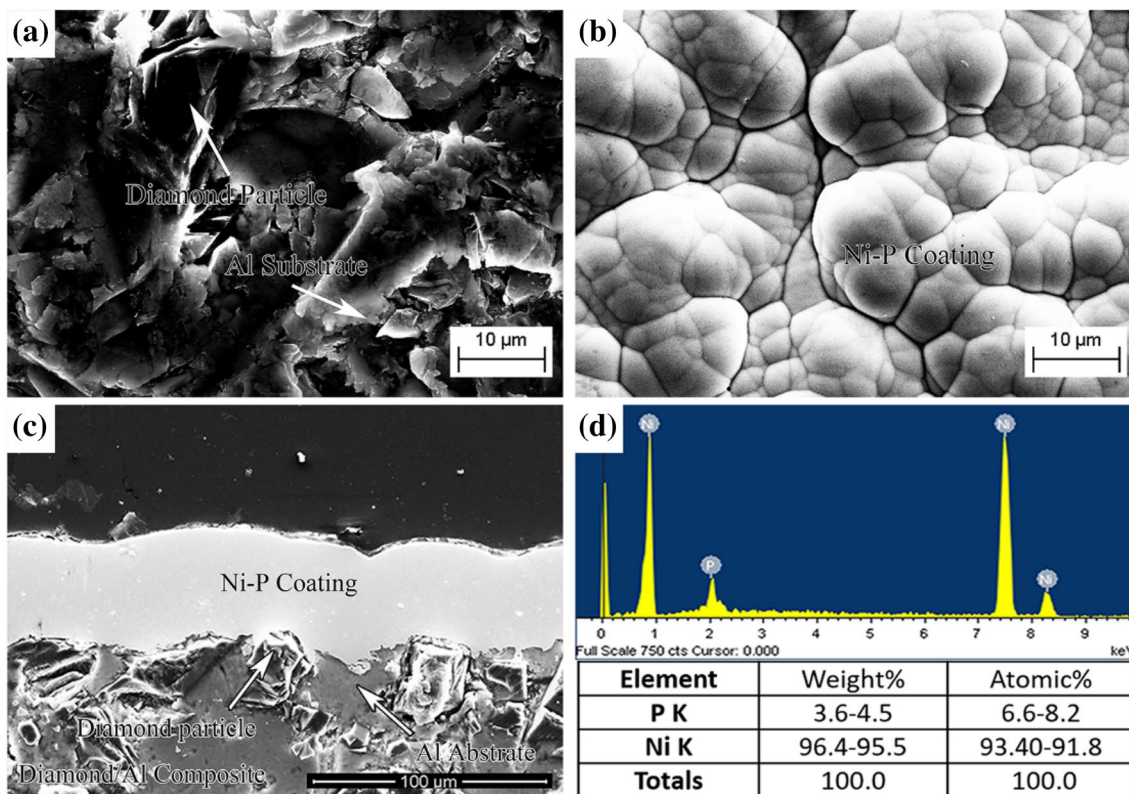 (a)
Diamond Particle
Al Substrate
10 µm
(b)
Ni-P Coating
10 µm
(c)
Ni-P Coating
Diamond particle
Al Abstrate
Diamond/Al Composite
100 µm
(d)
Ni
Ni
P
Ni
0 1 2 3 4 5 6 7 8 9
Full Scale 750 cts Cursor: 0.000 keV
Element Weight% Atomic%
P K 3.6-4.5 6.6-8.2
Ni K 96.4-95.5 93.40-91.8
Totals 100.0 100.0